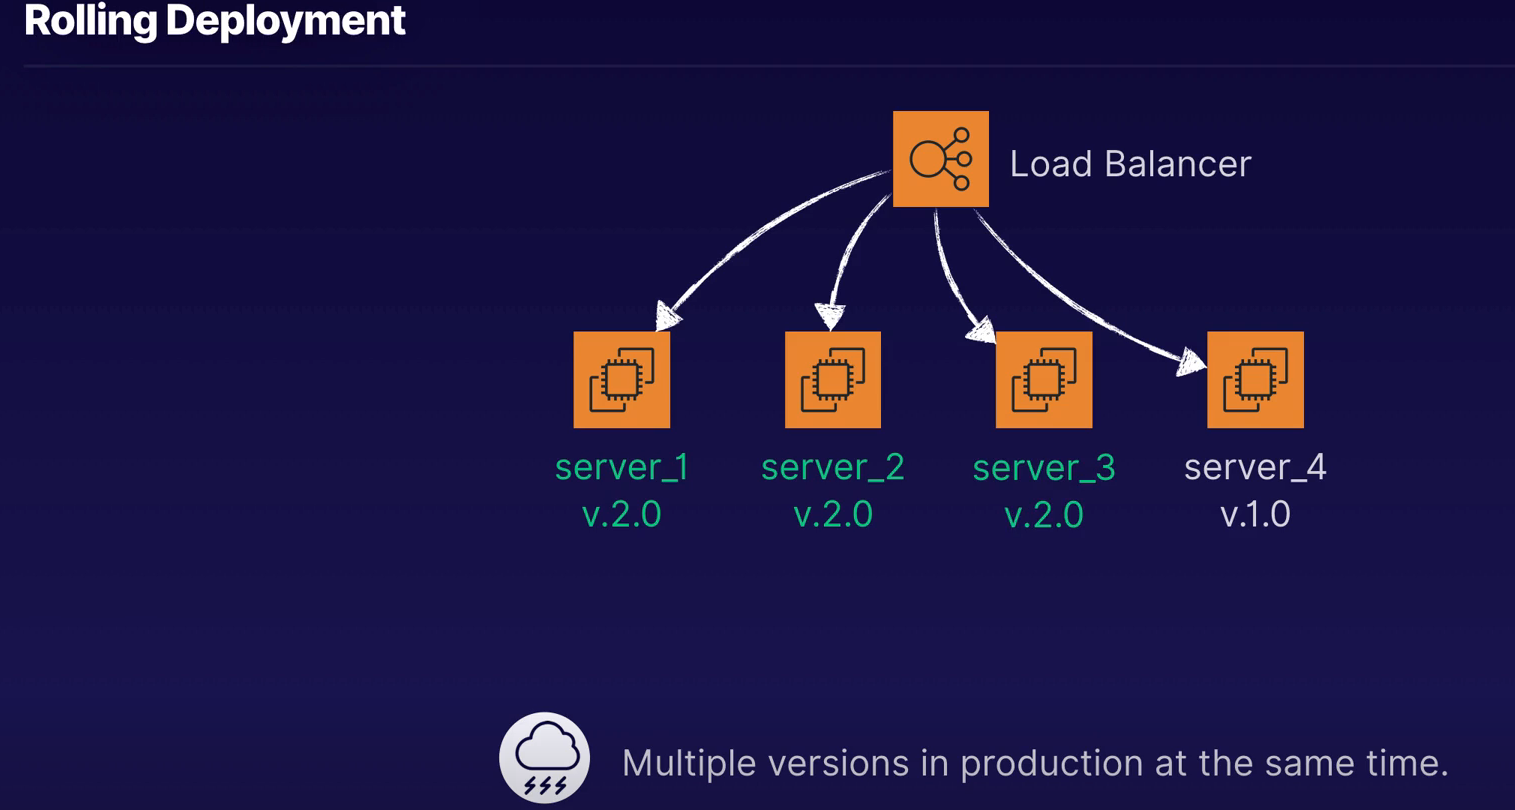 Rolling Deployment
Load Balancer
server_1
v.2.0
server_2
v.2.0
server_3
v.2.0
server_4
v.1.0
Multiple versions in production at the same time.